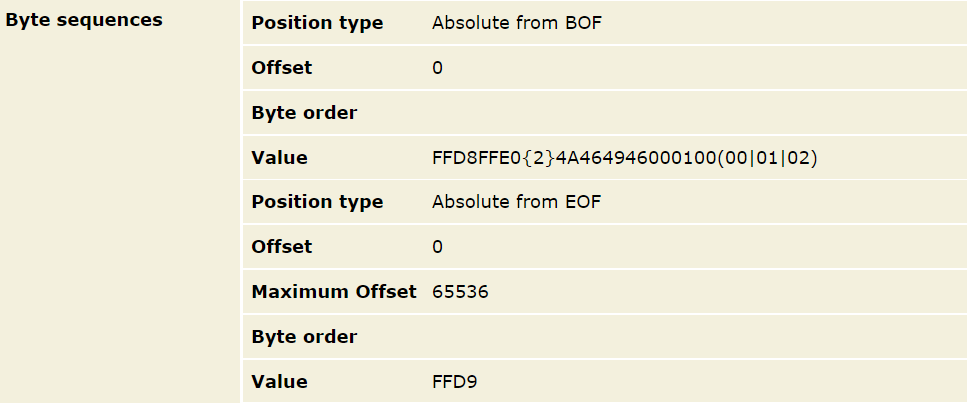 Byte sequences
Position type Absolute from BOF
Offset 0
Byte order
Value FFD8FFE0{2}4A464946000100(00|01|02)
Position type Absolute from EOF
Offset 0
Maximum Offset 65536
Byte order
Value FFD9